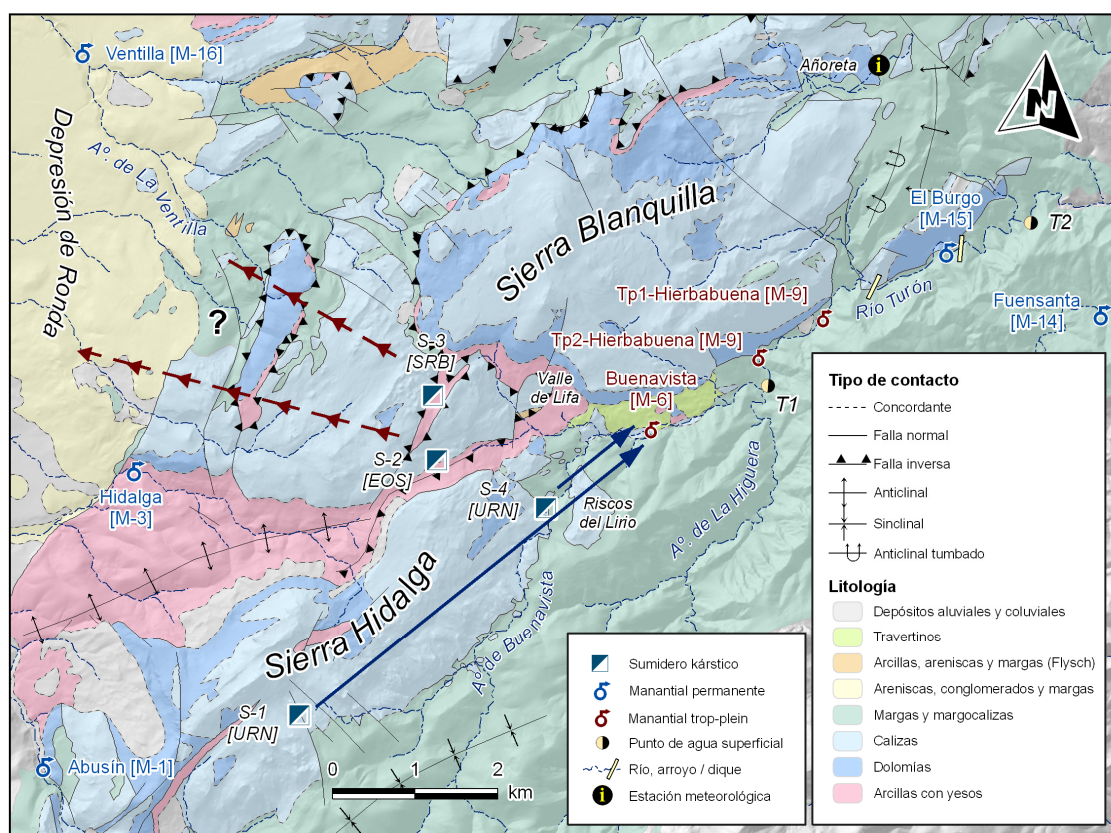 Ventilla [M-16]
Añoreta
i
N
Depresión de Ronda
Aº. de La Ventilla
Sierra Blanquilla
El Burgo
[M-15]
T2
Río Turón
Fuensanta
[M-14]
Tp1-Hierbabuena [M-9]
Tp2-Hierbabuena [M-9]
?
S-3
[SRB]
Valle
de Lifa
Buenavista
[M-6]
T1
S-2
[EOS]
Hidalga
[M-3]
S-4
[URN]
Riscos
del Lirio
Aº. de La Higuera
Sierra Hidalga
Aº de Buenavista
S-1
[URN]
Abusín [M-1]
0 1 2
km
Sumidero kárstico
Manantial permanente
Manantial trop-plein
Punto de agua superficial
Río, arroyo / dique
i
Estación meteorológica
Tipo de contacto
Concordante
Falla normal
Falla inversa
Anticlinal
Sinclinal
Anticlinal tumbado
Litología
Depósitos aluviales y coluviales
Travertinos
Arcillas, areniscas y margas (Flysch)
Areniscas, conglomerados y margas
Margas y margocalizas
Calizas
Dolomías
Arcillas con yesos